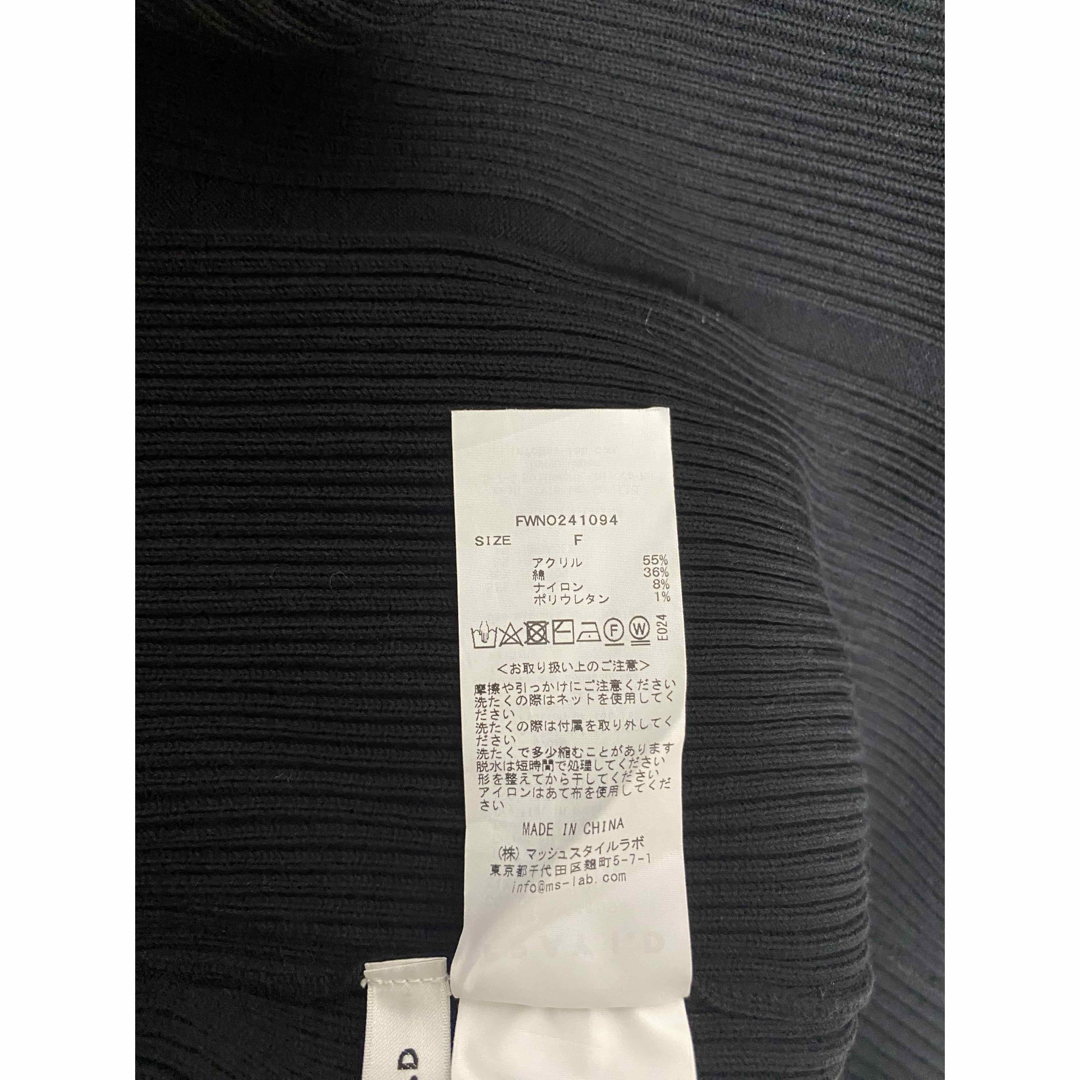 FWNO241094
SIZE F
アクリル 55%
綿 36%
ナイロン 8%
ポリウレタン 1%
F W E024
<お取り扱い上のご注意>
摩擦や引っかけにご注意ください
洗たくの際はネットを使用してく
ださい
洗たくの際は付属を取り外してく
ださい
洗たくで多少縮むことがあります
脱水は短時間で処理してください
形を整えてから干してください
アイロンはあて布を使用してくだ
さい
MADE IN CHINA
(株)マッシュスタイルラボ
東京都千代田区麹町5-7-1
info@ms-lab.com